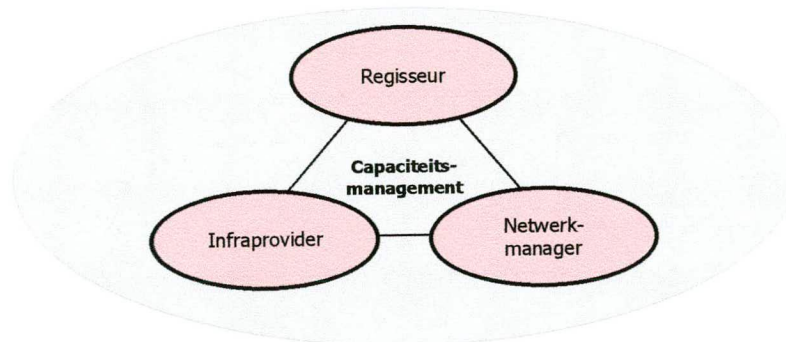 Regisseur
Capaciteits-
management
Infraprovider
Netwerk-
manager